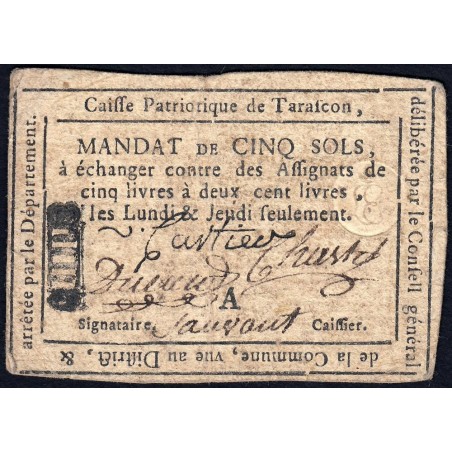 Caiſſe Patriotique de Taraſcon,
délibérée par le Conſeil général
de la Commune, vue au Diſtrict, &
arrêtée par le Département.
MANDAT DE CINQ SOLS,
à échanger contre des Aſſignats de
cinq livres à deux cent livres,
les Lundi & Jeudi ſeulement.
Cartier
A
Signataire. Sauvant Caiſſier.